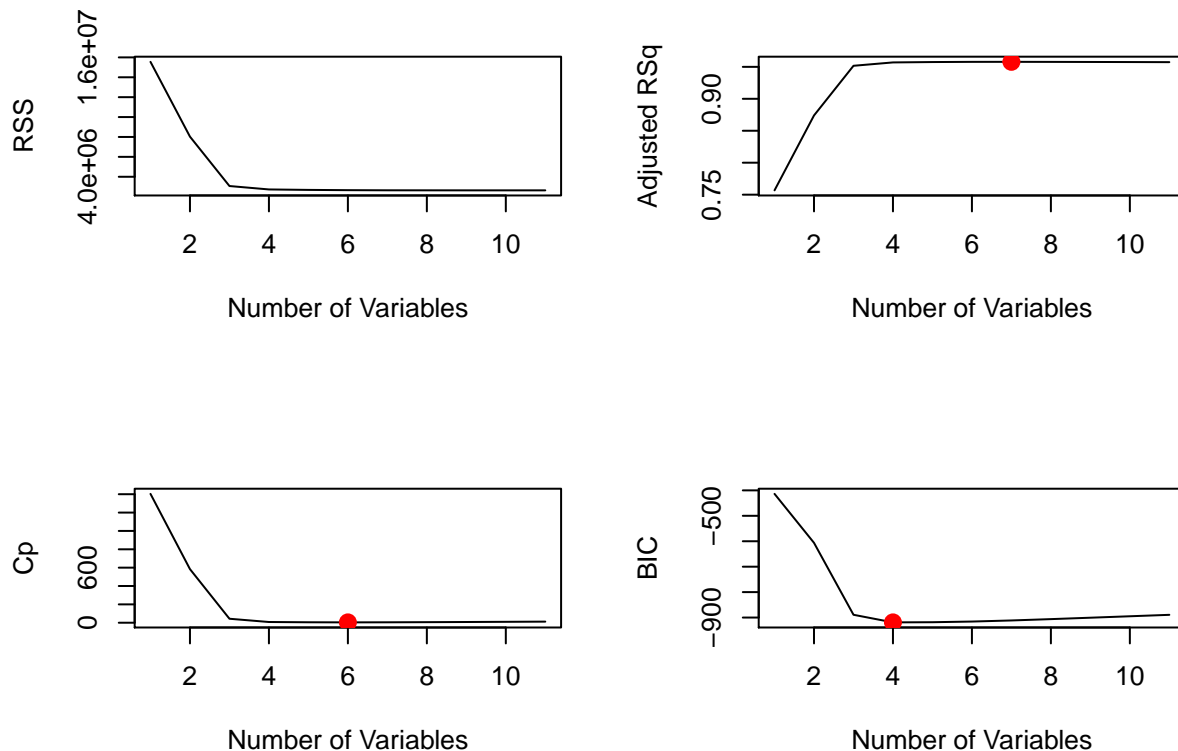 RSS
4.0e+06 1.6e+07
2 4 6 8 10
Number of Variables
Adjusted RSq
0.75 0.90
2 4 6 8 10
Number of Variables
Cp
0 600
2 4 6 8 10
Number of Variables
BIC
−900 −500
2 4 6 8 10
Number of Variables